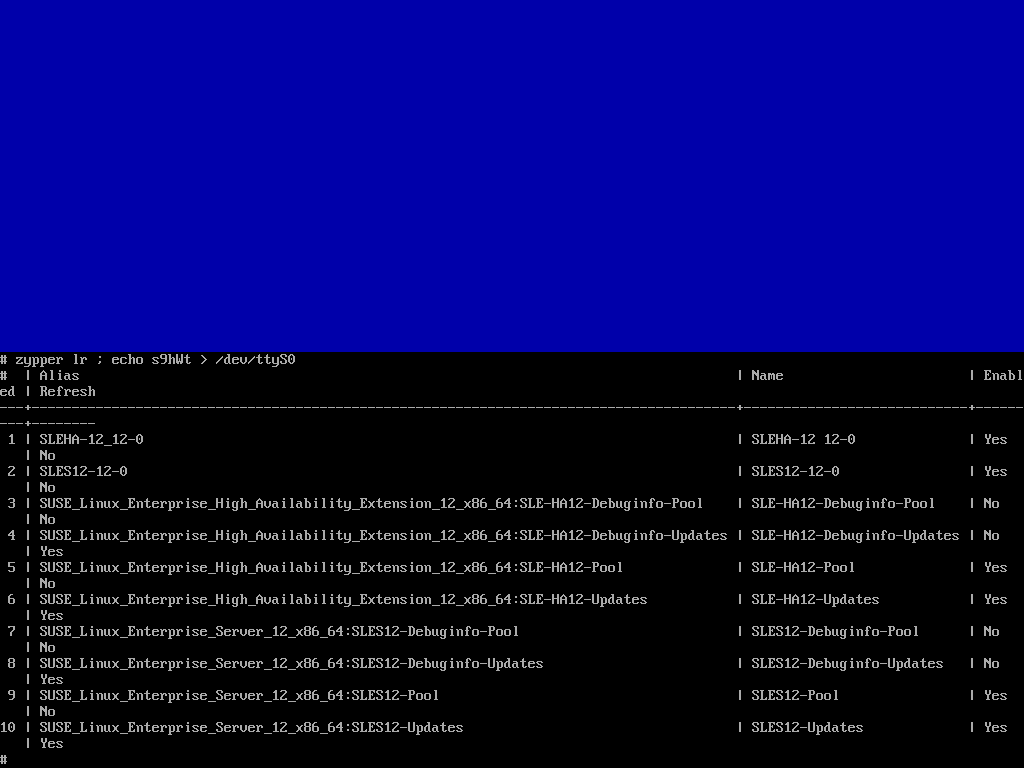 # zypper lr ; echo s9hWt > /dev/ttyS0
#  | Alias                                                                                  | Name                       | Enabl
ed | Refresh
---+----------------------------------------------------------------------------------------+----------------------------+------
---+--------
 1 | SLEHA-12_12-0                                                                          | SLEHA-12 12-0              | Yes
   | No
 2 | SLES12-12-0                                                                            | SLES12-12-0                | Yes
   | No
 3 | SUSE_Linux_Enterprise_High_Availability_Extension_12_x86_64:SLE-HA12-Debuginfo-Pool    | SLE-HA12-Debuginfo-Pool    | No
   | No
 4 | SUSE_Linux_Enterprise_High_Availability_Extension_12_x86_64:SLE-HA12-Debuginfo-Updates | SLE-HA12-Debuginfo-Updates | No
   | Yes
 5 | SUSE_Linux_Enterprise_High_Availability_Extension_12_x86_64:SLE-HA12-Pool              | SLE-HA12-Pool              | Yes
   | No
 6 | SUSE_Linux_Enterprise_High_Availability_Extension_12_x86_64:SLE-HA12-Updates           | SLE-HA12-Updates           | Yes
   | Yes
 7 | SUSE_Linux_Enterprise_Server_12_x86_64:SLES12-Debuginfo-Pool                           | SLES12-Debuginfo-Pool      | No
   | No
 8 | SUSE_Linux_Enterprise_Server_12_x86_64:SLES12-Debuginfo-Updates                        | SLES12-Debuginfo-Updates   | No
   | Yes
 9 | SUSE_Linux_Enterprise_Server_12_x86_64:SLES12-Pool                                     | SLES12-Pool                | Yes
   | No
10 | SUSE_Linux_Enterprise_Server_12_x86_64:SLES12-Updates                                  | SLES12-Updates             | Yes
   | Yes
#